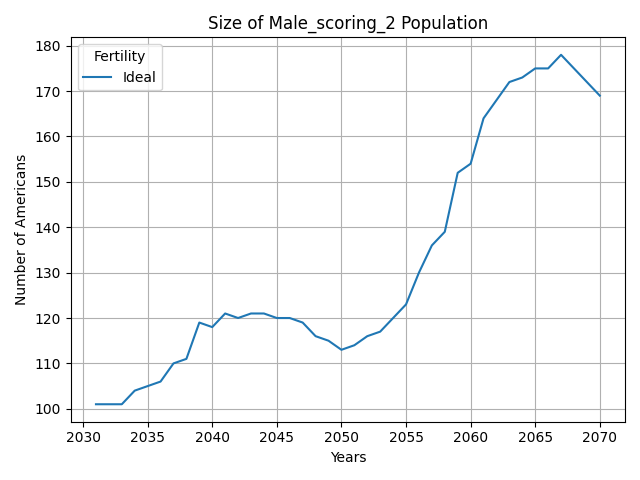 Size of Male_scoring_2 Population
Fertility
Ideal
Number of Americans
180
170
160
150
140
130
120
110
100
2030 2035 2040 2045 2050 2055 2060 2065 2070
Years